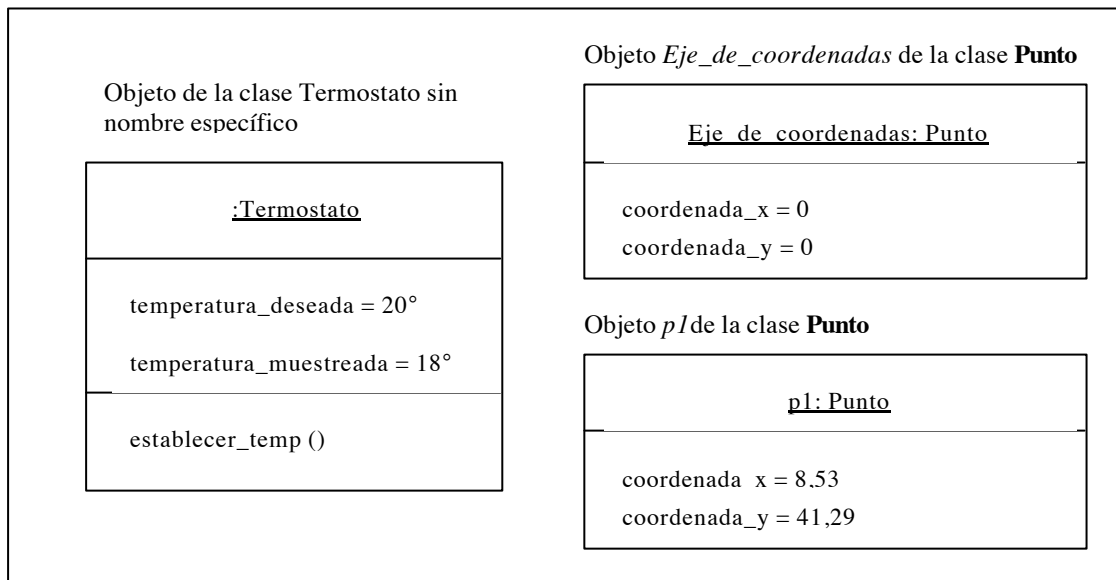 Objeto de la clase Termostato sin
nombre específico
:Termostato
temperatura_deseada = 20°
temperatura_muestreada = 18°
establecer_temp ()
Objeto Eje_de_coordenadas de la clase Punto
Eje_de_coordenadas: Punto
coordenada_x = 0
coordenada_y = 0
Objeto p1de la clase Punto
p1: Punto
coordenada_x = 8,53
coordenada_y = 41,29